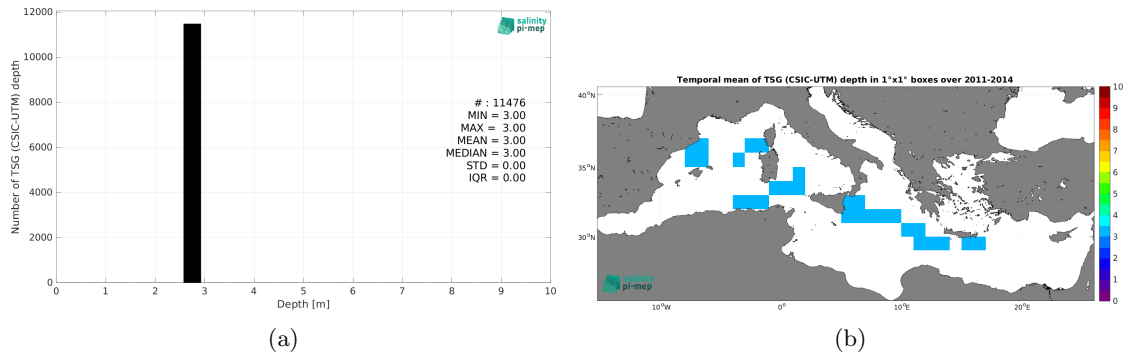 12000
10000
8000
6000
4000
2000
0
Number of TSG (CSIC-UTM) depth
salinity
pi-mep
# : 11476
MIN = 3.00
MAX = 3.00
MEAN = 3.00
MEDIAN = 3.00
STD = 0.00
IQR = 0.00
0 1 2 3 4 5 6 7 8 9 10
Depth [m]
(a)
Temporal mean of TSG (CSIC-UTM) depth in 1°x1° boxes over 2011-2014
40°N
35°N
30°N
10°W 0° 10°E 20°E
salinity
pi-mep
10
9
8
7
6
5
4
3
2
1
0
(b)